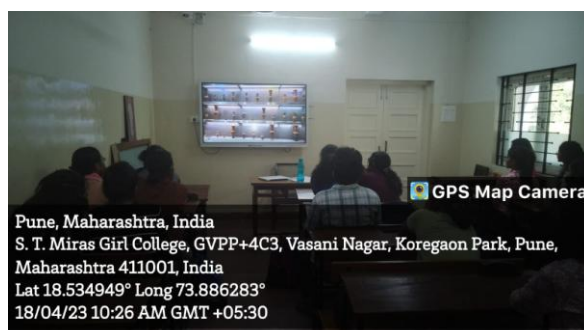 GPS Map Camera
Pune, Maharashtra, India
S. T. Miras Girl College, GVPP+4C3, Vasani Nagar, Koregaon Park, Pune,
Maharashtra 411001, India
Lat 18.534949° Long 73.886283°
18/04/23 10:26 AM GMT +05:30